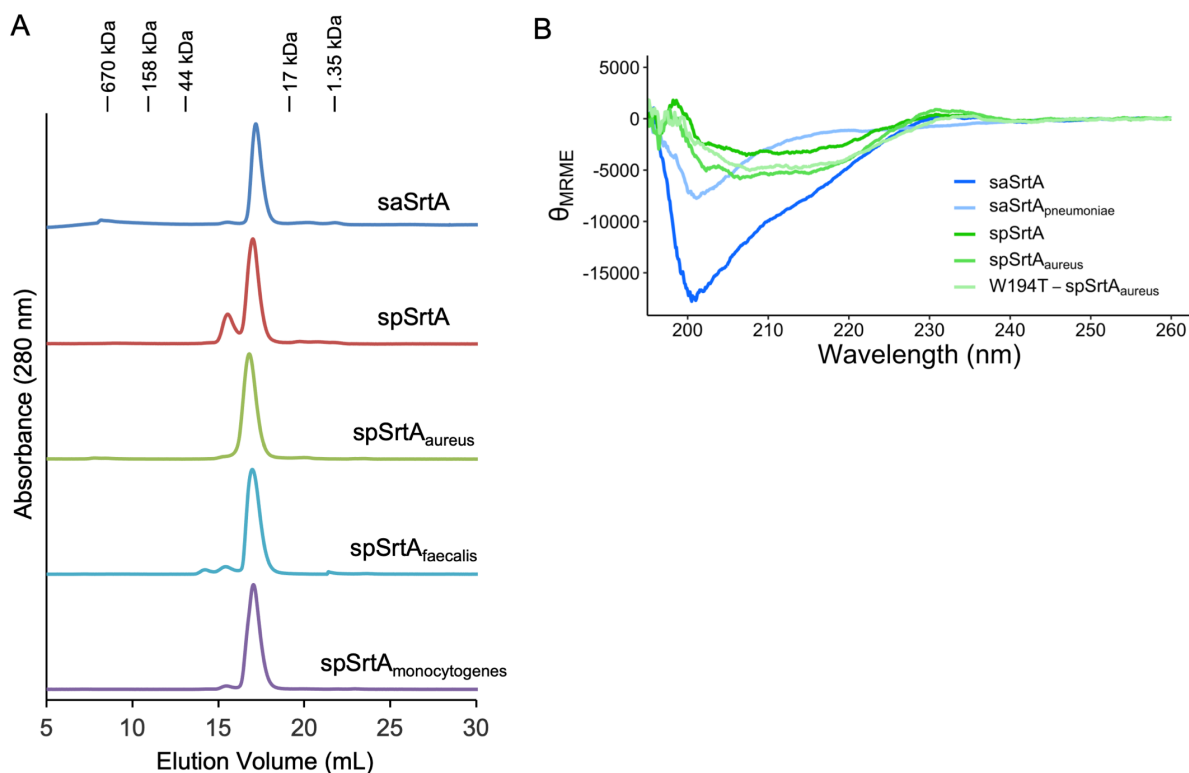 A
— 670 kDa
— 158 kDa
— 44 kDa
— 17 kDa
— 1.35 kDa
saSrtA
spSrtA
spSrtAaureus
spSrtAfaecalis
spSrtAmonocytogenes
Absorbance (280 nm)
5 10 15 20 25 30
Elution Volume (mL)
B
5000
0
-5000
-10000
-15000
θMRME
saSrtA
saSrtApneumoniae
spSrtA
spSrtAaureus
W194T – spSrtAaureus
200 210 220 230 240 250 260
Wavelength (nm)